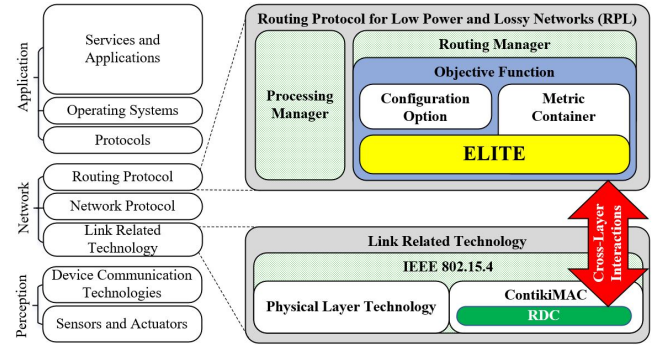 Application
Services and
Applications
Operating Systems
Protocols
Network
Routing Protocol
Network Protocol
Link Related
Technology
Perception
Device Communication
Technologies
Sensors and Actuators
Routing Protocol for Low Power and Lossy Networks (RPL)
Processing
Manager
Routing Manager
Objective Function
Configuration
Option
Metric
Container
ELITE
Cross-Layer
Interactions
Link Related Technology
IEEE 802.15.4
Physical Layer Technology
ContikiMAC
RDC